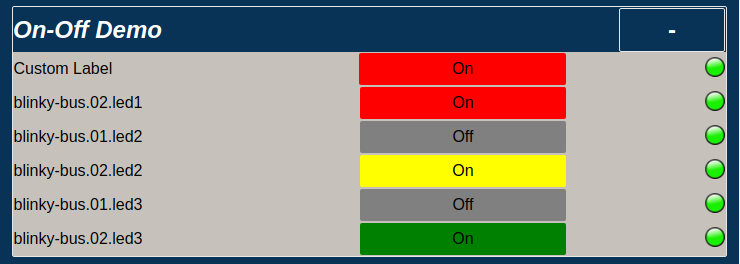 On-Off Demo -
Custom Label On
blinky-bus.02.led1 On
blinky-bus.01.led2 Off
blinky-bus.02.led2 On
blinky-bus.01.led3 Off
blinky-bus.02.led3 On